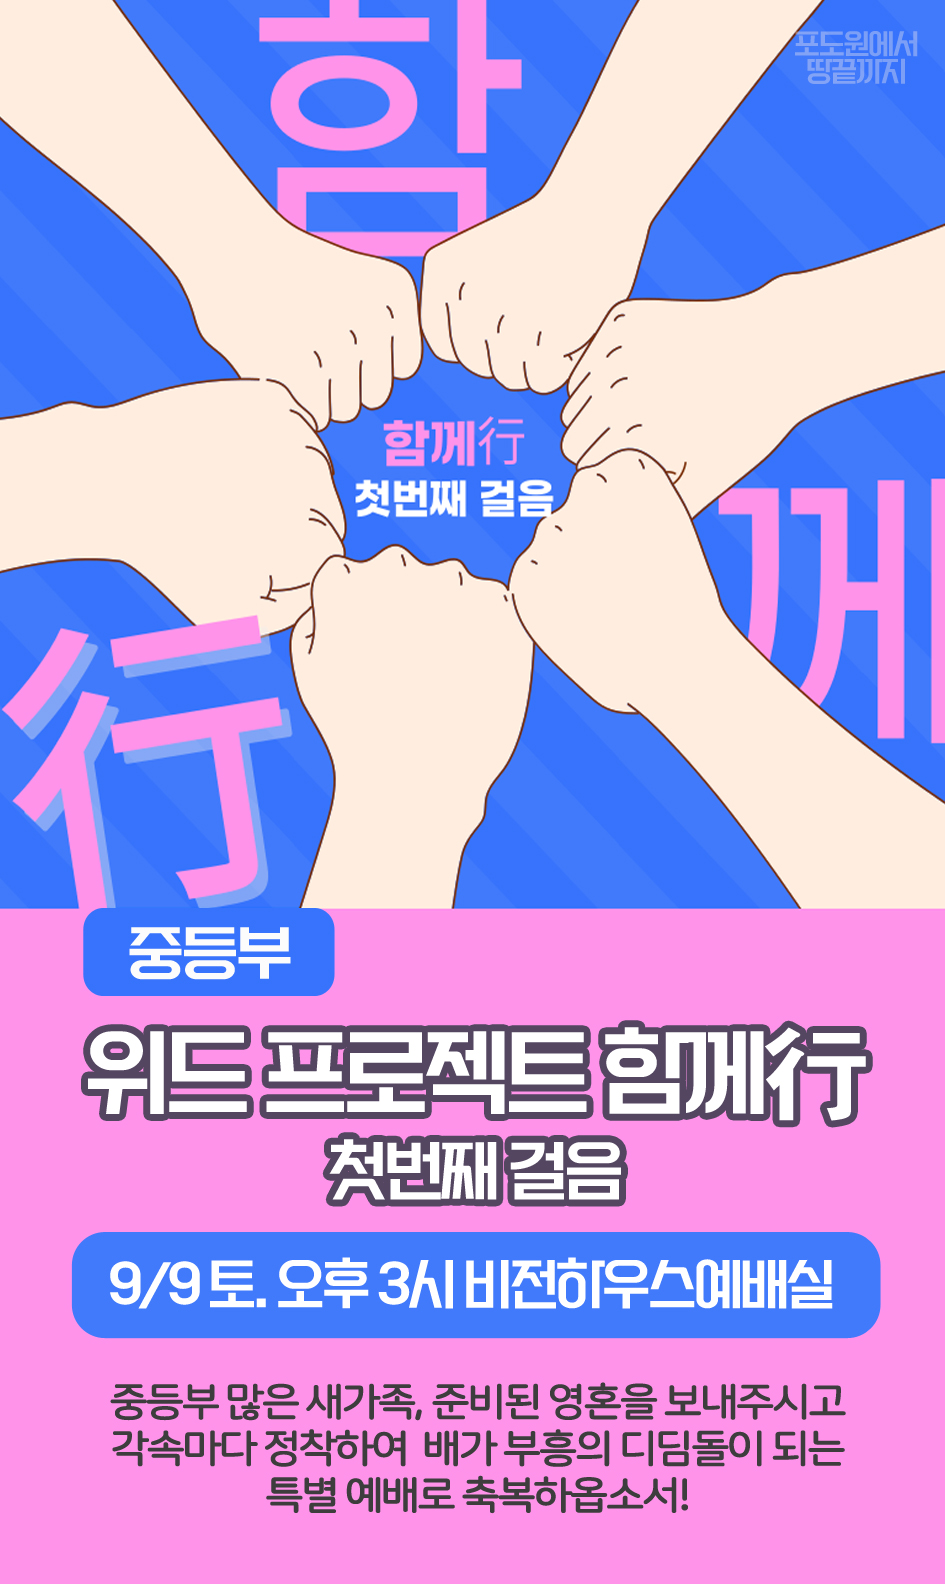 포도원에서
땅끝까지
함
께
行
함께行
첫번째 걸음
중등부
위드 프로젝트 함께行
첫번째 걸음
9/9 토. 오후 3시 비전하우스예배실
중등부 많은 새가족, 준비된 영혼을 보내주시고
각속마다 정착하여 배가 부흥의 디딤돌이 되는
특별 예배로 축복하옵소서!